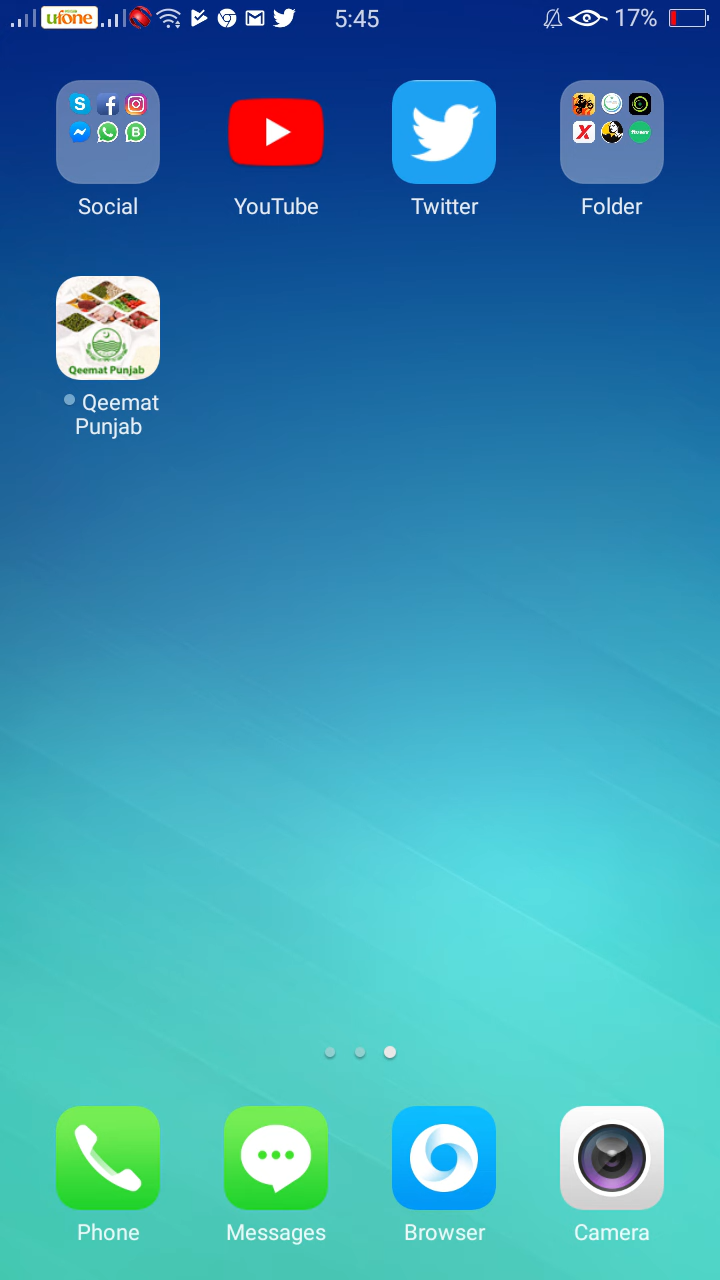 ufone
5:45
17%
Social
YouTube
Twitter
Folder
Qeemat Punjab
Qeemat
Punjab
Phone
Messages
Browser
Camera